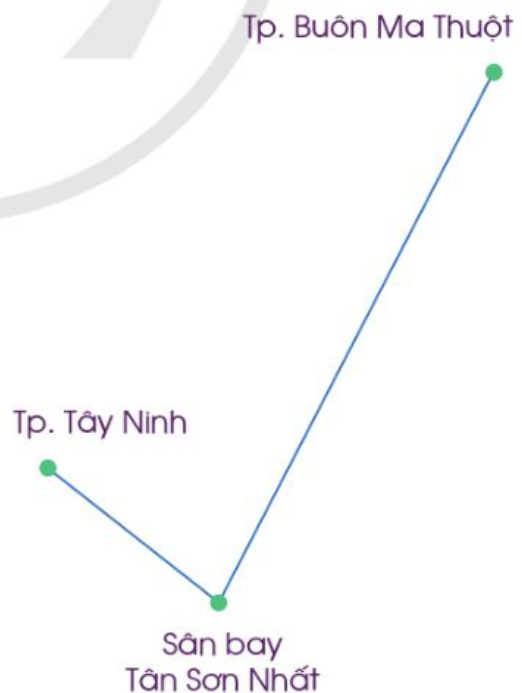 Tp. Buôn Ma Thuột
Tp. Tây Ninh
Sân bay
Tân Sơn Nhất